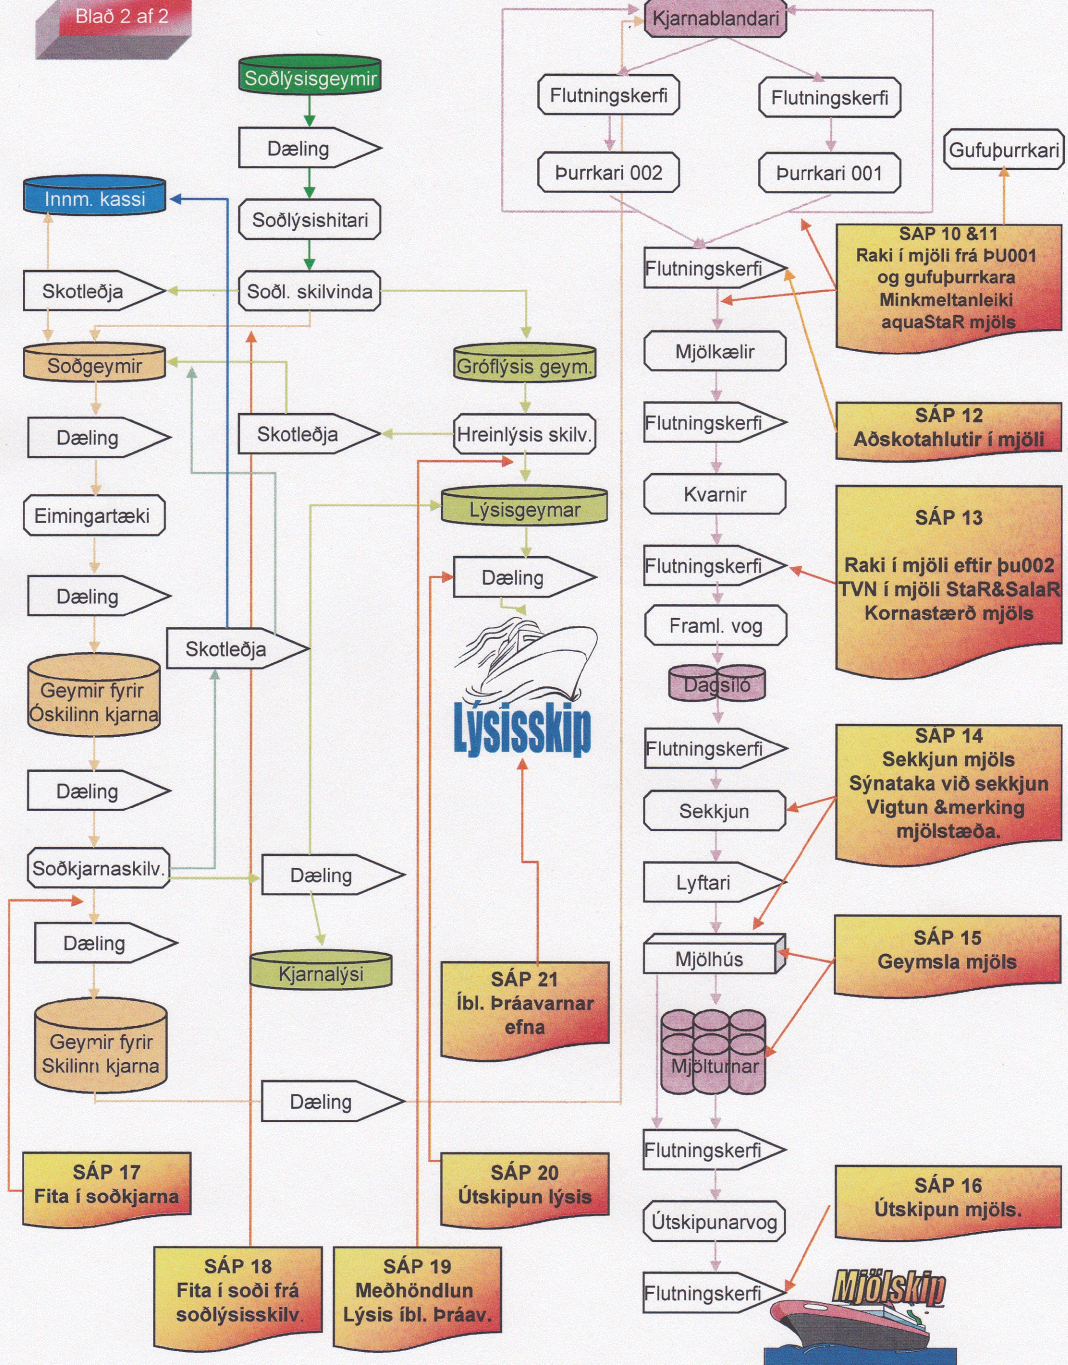 Blað 2 af 2
Kjarnablandari
Soðlýsisgeymir
Flutningskerfi
Flutningskerfi
Dæling
Gufuþurrkari
Þurrkari 002
Þurrkari 001
Innm. kassi
Soðlýsishitari
SÁP 10 &11
Raki í mjöli frá ÞU001
og gufuþurrkara
Minkmeltanleiki
aquaStaR mjöls
Flutningskerfi
Skotleðja
Soðl. skilvinda
Mjölkælir
Soðgeymir
Gróflýsis geym.
Flutningskerfi
SÁP 12
Aðskotahlutir í mjöli
Dæling
Skotleðja
Hreinlýsis skilv.
Kvarnir
Eimingartæki
Lýsisgeymar
SÁP 13
Raki í mjöli eftir þu002
TVN í mjöli StaR&SalaR
Kornastærð mjöls
Flutningskerfi
Dæling
Dæling
Framl. vog
Skotleðja
Dagsíló
Geymir fyrir
Óskilinn kjarna
Lýsisskip
Flutningskerfi
SÁP 14
Sekkjun mjöls
Sýnataka við sekkjun
Vigtun &merking
mjölstæða.
Dæling
Sekkjun
Soðkjarnaskilv.
Dæling
Lyftari
Dæling
Mjölhús
SÁP 15
Geymsla mjöls
Kjarnalýsi
SÁP 21
Íbl. Þráavarnar
efna
Geymir fyrir
Skilinn kjarna
Mjölturnar
Dæling
Flutningskerfi
SÁP 17
Fita í soðkjarna
SÁP 20
Útskipun lýsis
SÁP 16
Útskipun mjöls.
Útskipunarvog
SÁP 18
Fita í soði frá
soðlýsisskilv.
SÁP 19
Meðhöndlun
Lýsis íbl. Þráav.
Flutningskerfi
Mjölskip